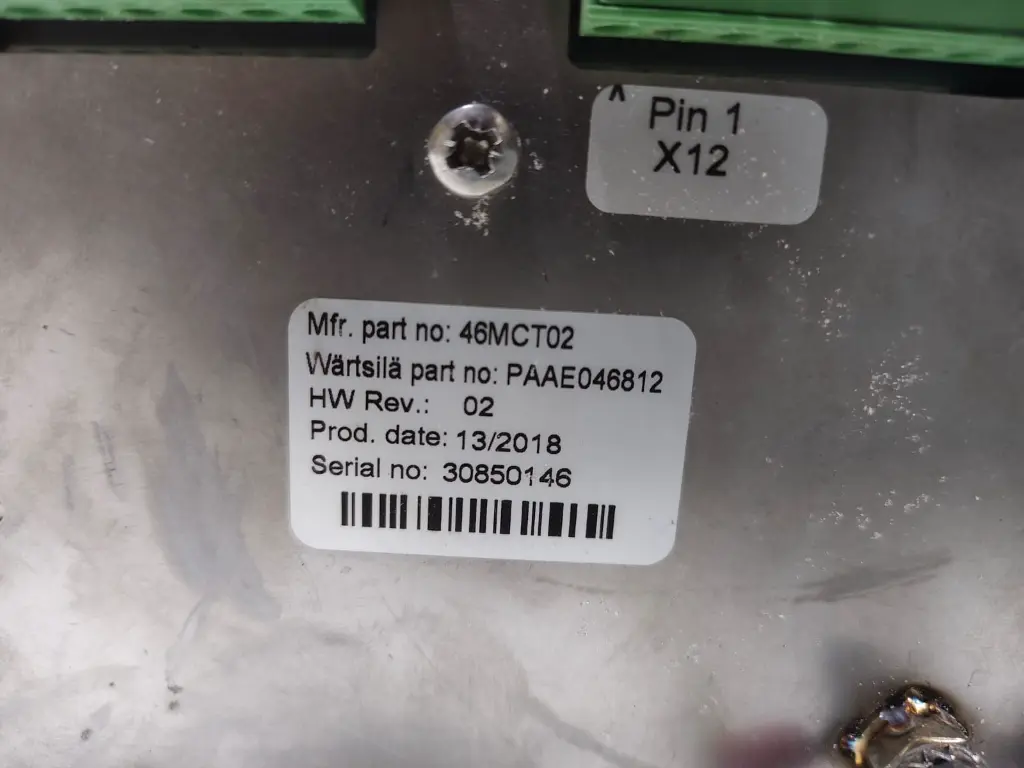 ^ Pin 1
X12
Mfr. part no: 46MCT02
Wärtsilä part no: PAAE046812
HW Rev.: 02
Prod. date: 13/2018
Serial no: 30850146